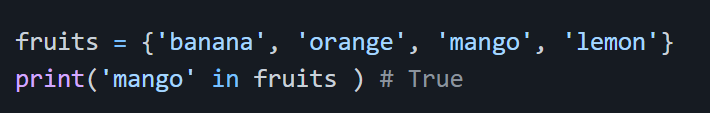 fruits = {'banana', 'orange', 'mango', 'lemon'}
print('mango' in fruits ) # True